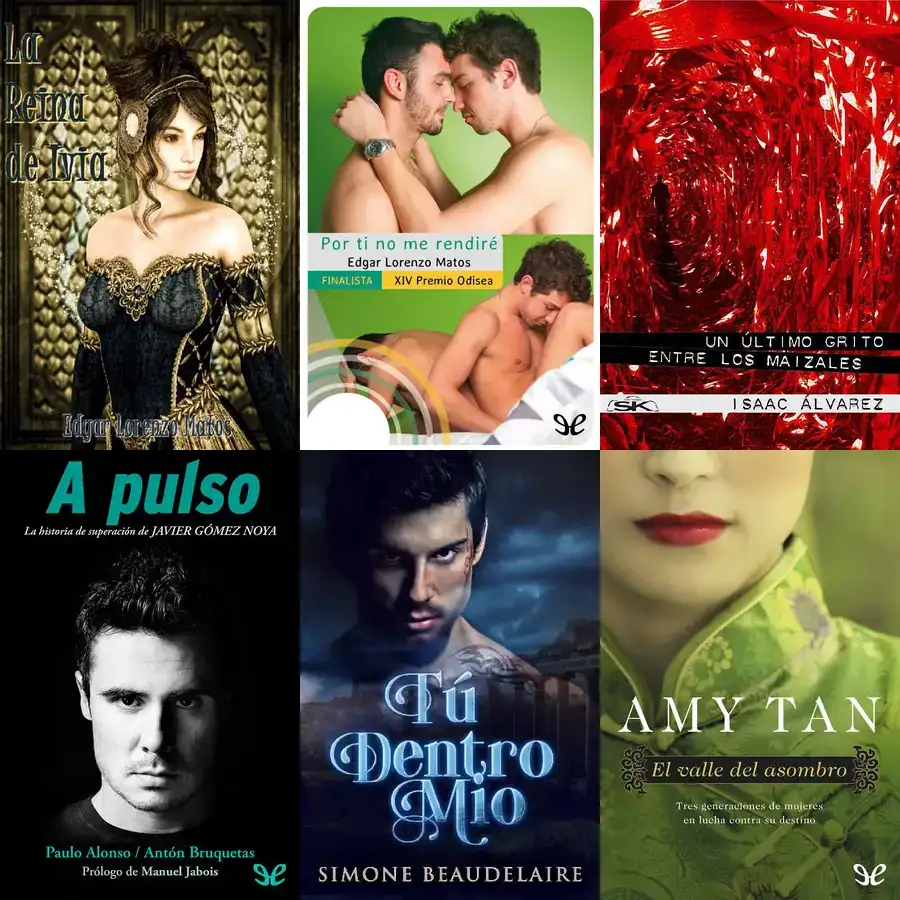 La
Reina
de Ivia
Edgar Lorenzo Matos
Por ti no me rendiré
Edgar Lorenzo Matos
FINALISTA XIV Premio Odisea
UN ÚLTIMO GRITO
ENTRE LOS MAIZALES
SK
ISAAC ÁLVAREZ
A pulso
La historia de superación de JAVIER GÓMEZ NOYA
Paulo Alonso / Antón Bruquetas
Prólogo de Manuel Jabois
Tú
Dentro
Mio
SIMONE BEAUDELAIRE
AMY TAN
El valle del asombro
Tres generaciones de mujeres
en lucha contra su destino